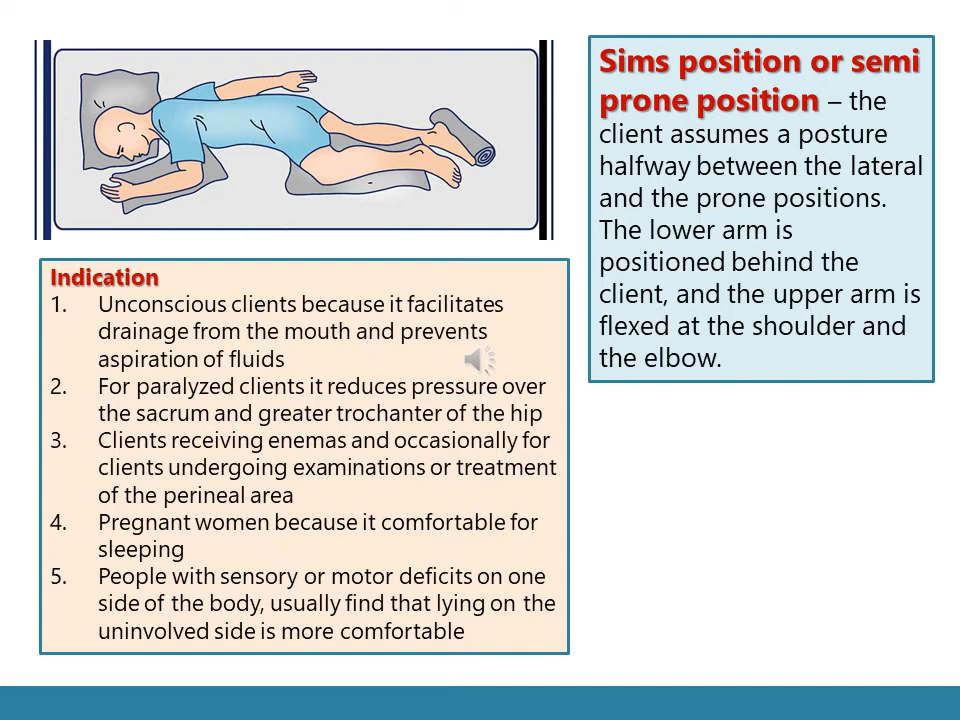 Sims position or semi
prone position – the
client assumes a posture
halfway between the lateral
and the prone positions.
The lower arm is
positioned behind the
client, and the upper arm is
flexed at the shoulder and
the elbow.
Indication
1. Unconscious clients because it facilitates
drainage from the mouth and prevents
aspiration of fluids
2. For paralyzed clients it reduces pressure over
the sacrum and greater trochanter of the hip
3. Clients receiving enemas and occasionally for
clients undergoing examinations or treatment
of the perineal area
4. Pregnant women because it comfortable for
sleeping
5. People with sensory or motor deficits on one
side of the body, usually find that lying on the
uninvolved side is more comfortable